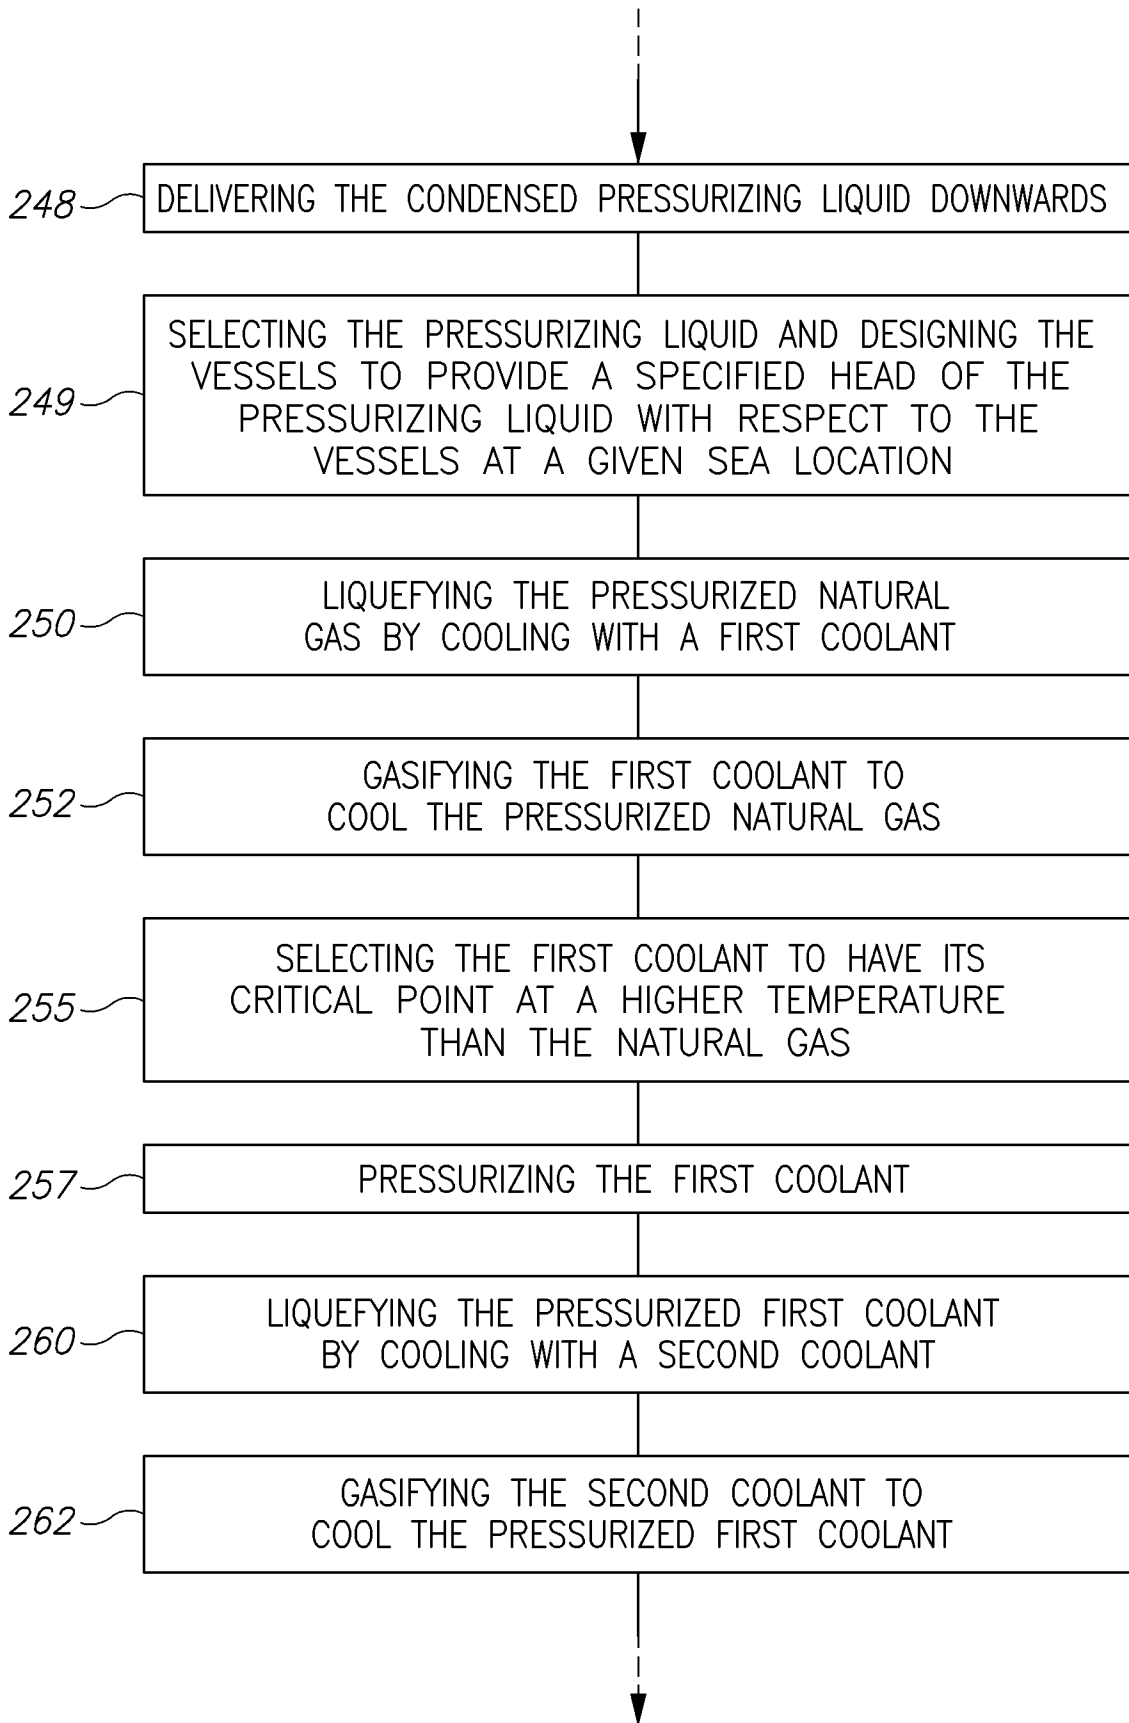 248
DELIVERING THE CONDENSED PRESSURIZING LIQUID DOWNWARDS
249
SELECTING THE PRESSURIZING LIQUID AND DESIGNING THE
VESSELS TO PROVIDE A SPECIFIED HEAD OF THE
PRESSURIZING LIQUID WITH RESPECT TO THE
VESSELS AT A GIVEN SEA LOCATION
250
LIQUEFYING THE PRESSURIZED NATURAL
GAS BY COOLING WITH A FIRST COOLANT
252
GASIFYING THE FIRST COOLANT TO
COOL THE PRESSURIZED NATURAL GAS
255
SELECTING THE FIRST COOLANT TO HAVE ITS
CRITICAL POINT AT A HIGHER TEMPERATURE
THAN THE NATURAL GAS
257
PRESSURIZING THE FIRST COOLANT
260
LIQUEFYING THE PRESSURIZED FIRST COOLANT
BY COOLING WITH A SECOND COOLANT
262
GASIFYING THE SECOND COOLANT TO
COOL THE PRESSURIZED FIRST COOLANT